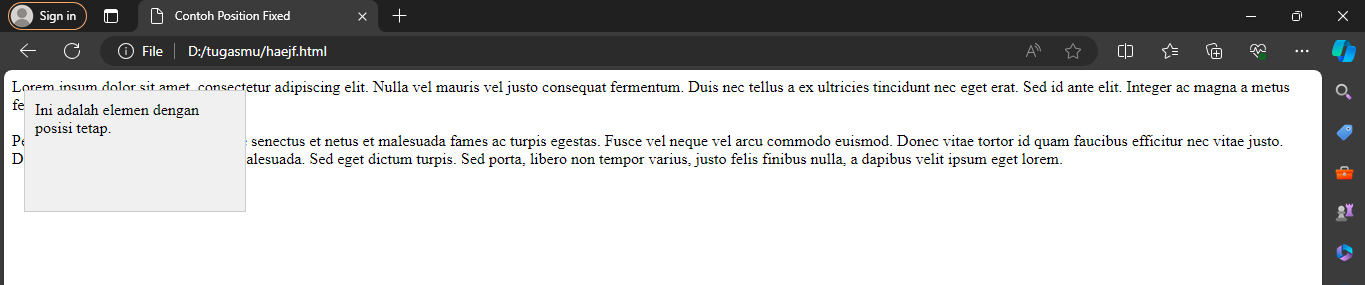 Sign in
Contoh Position Fixed
File
D:/tugasmu/haejf.html
Lorem ipsum dolor sit amet, consectetur adipiscing elit. Nulla vel mauris vel justo consequat fermentum. Duis nec tellus a ex ultricies tincidunt nec eget erat. Sed id ante elit. Integer ac magna a metus
fe
Ini adalah elemen dengan
posisi tetap.
Pe senectus et netus et malesuada fames ac turpis egestas. Fusce vel neque vel arcu commodo euismod. Donec vitae tortor id quam faucibus efficitur nec vitae justo.
D alesuada. Sed eget dictum turpis. Sed porta, libero non tempor varius, justo felis finibus nulla, a dapibus velit ipsum eget lorem.